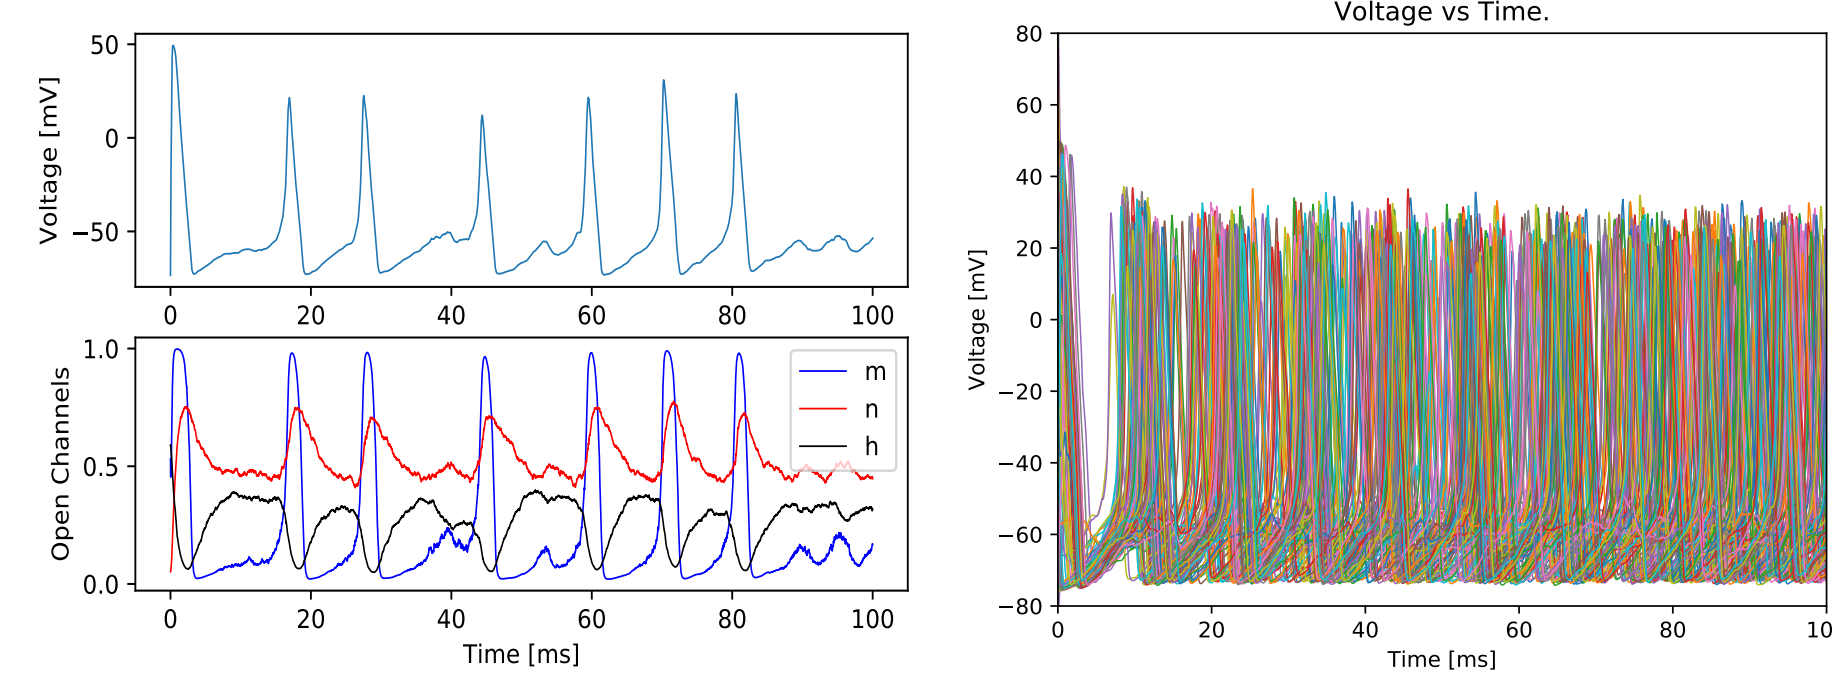 50
0
−50
Voltage [mV]
0 20 40 60 80 100
1.0
0.5
0.0
Open Channels
m
n
h
0 20 40 60 80 100
Time [ms]
Voltage vs Time.
80
60
40
20
0
−20
−40
−60
−80
Voltage [mV]
0 20 40 60 80 10
Time [ms]